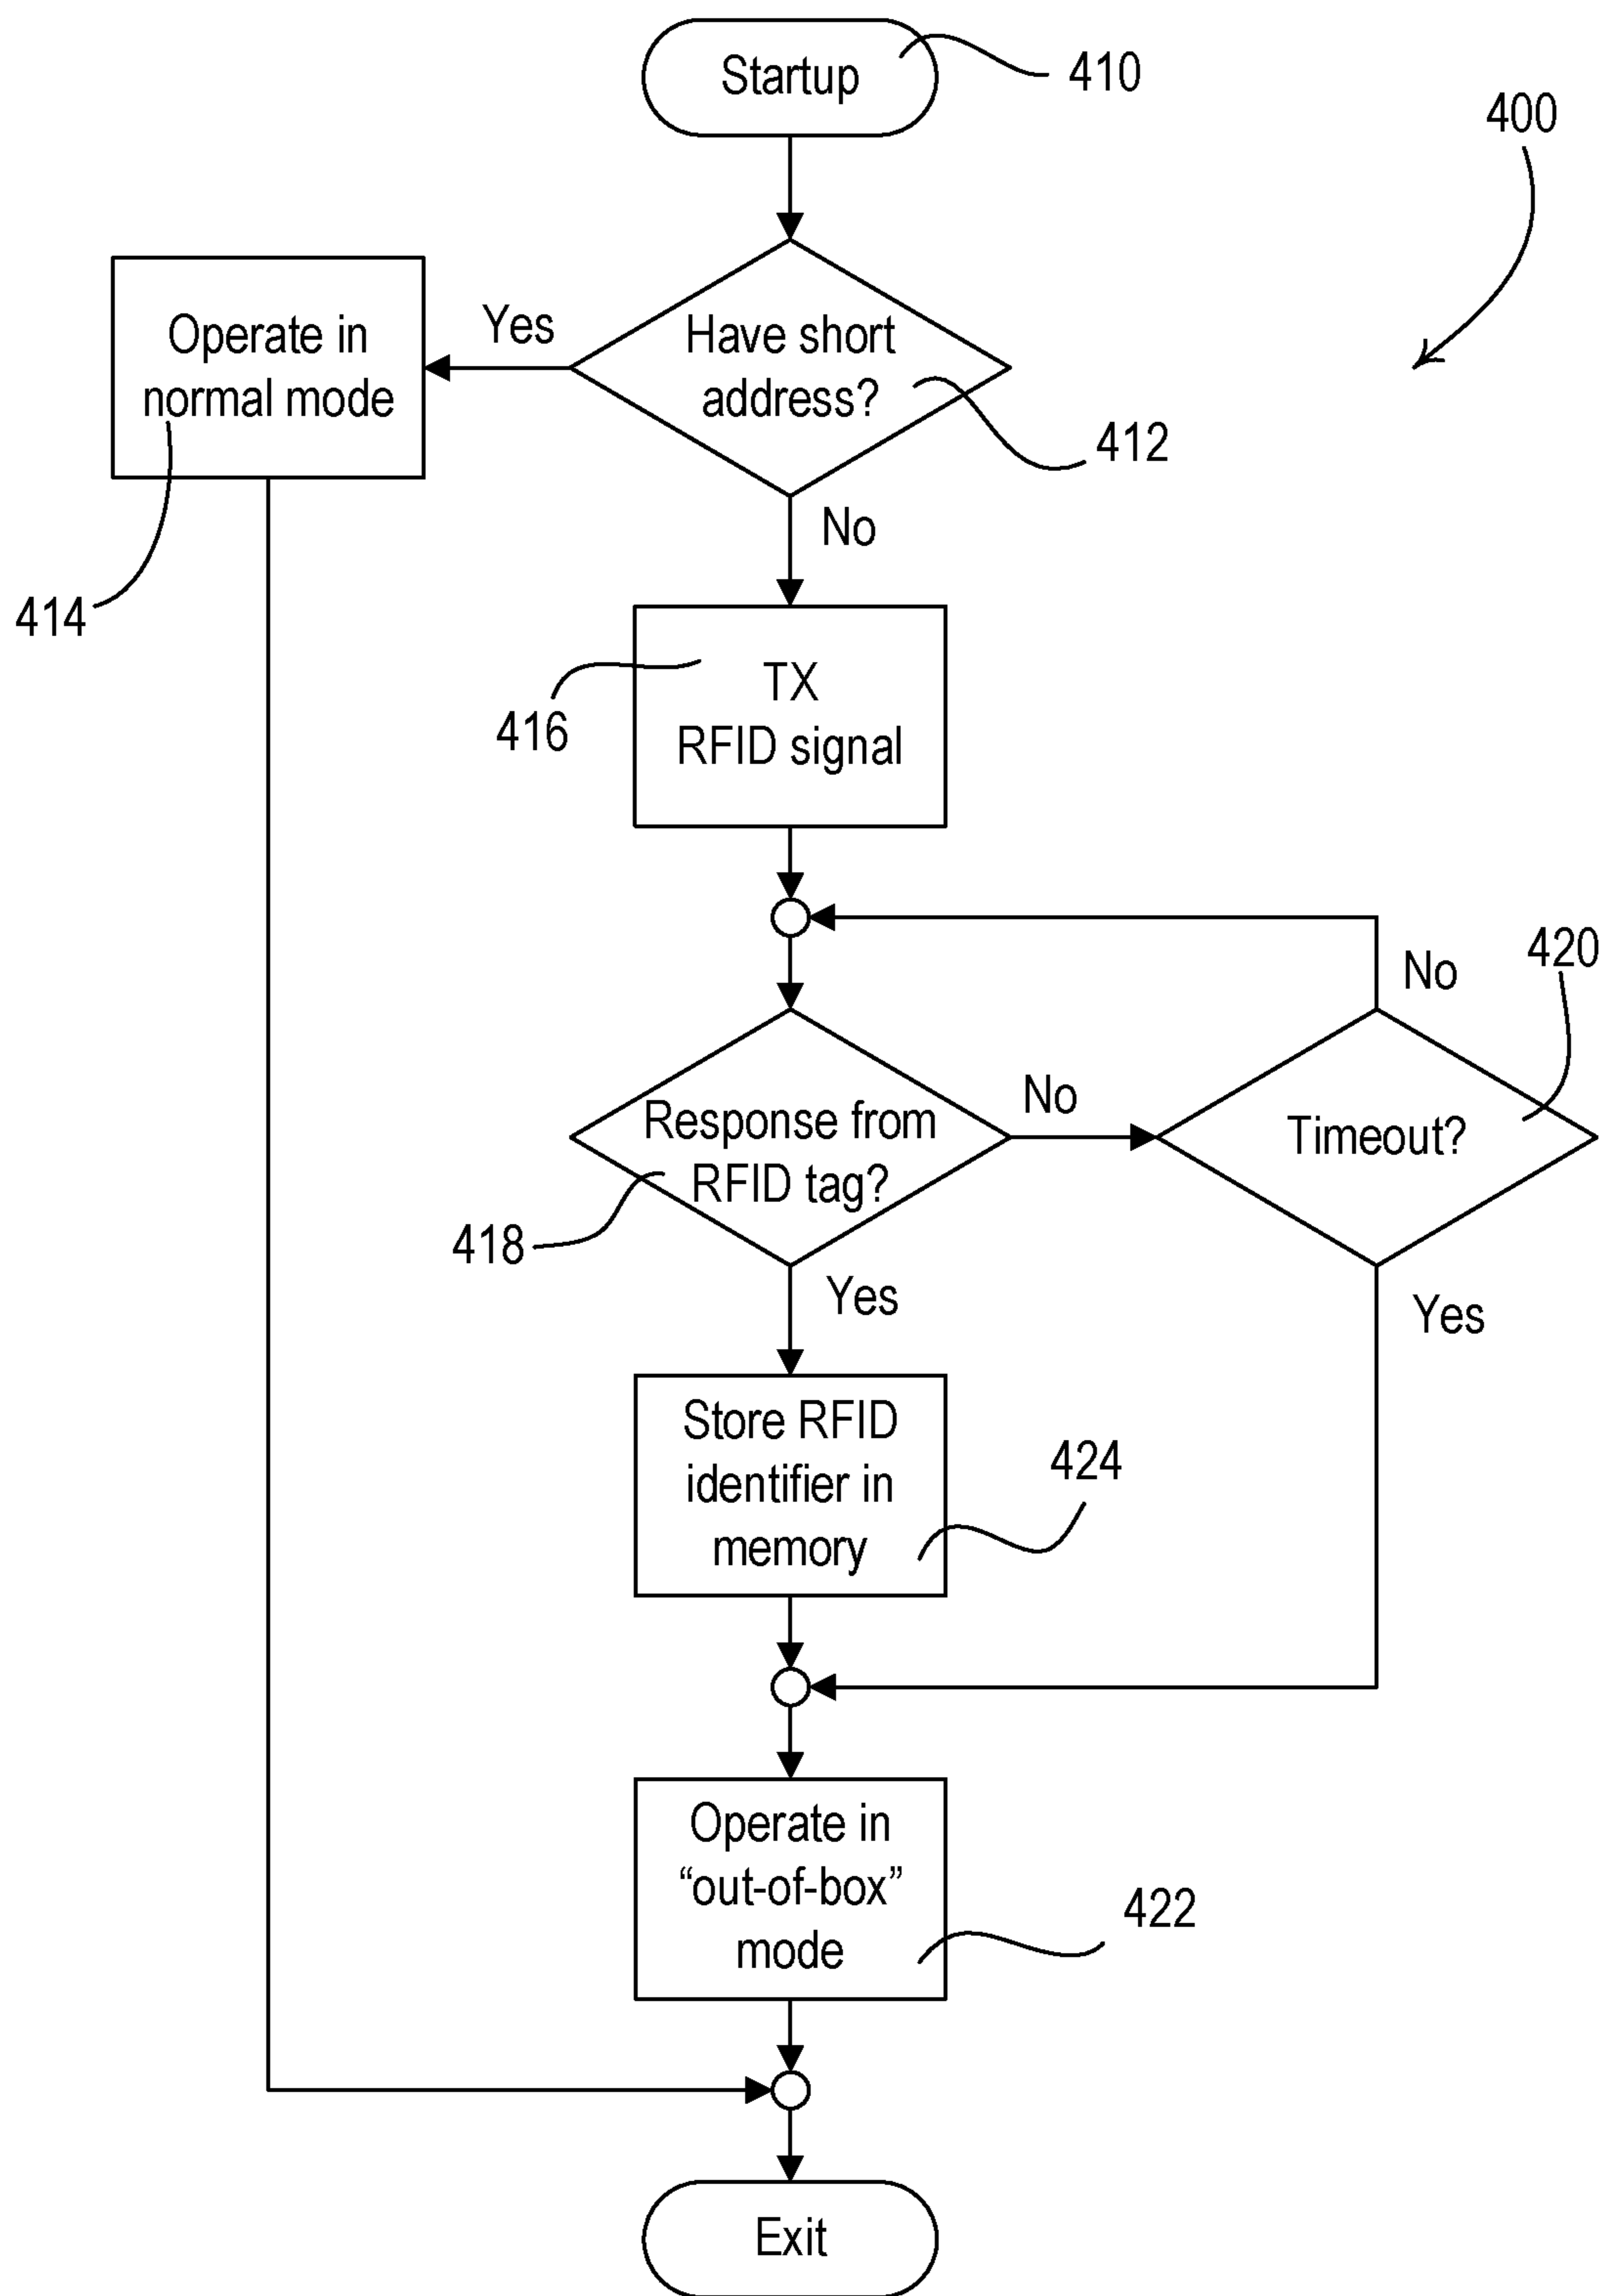 Startup
410
400
Have short
address?
412
Yes
Operate in
normal mode
414
No
TX
RFID signal
416
No
420
Response from
RFID tag?
418
No
Timeout?
Yes
Yes
Store RFID
identifier in
memory
424
Operate in
“out-of-box”
mode
422
Exit